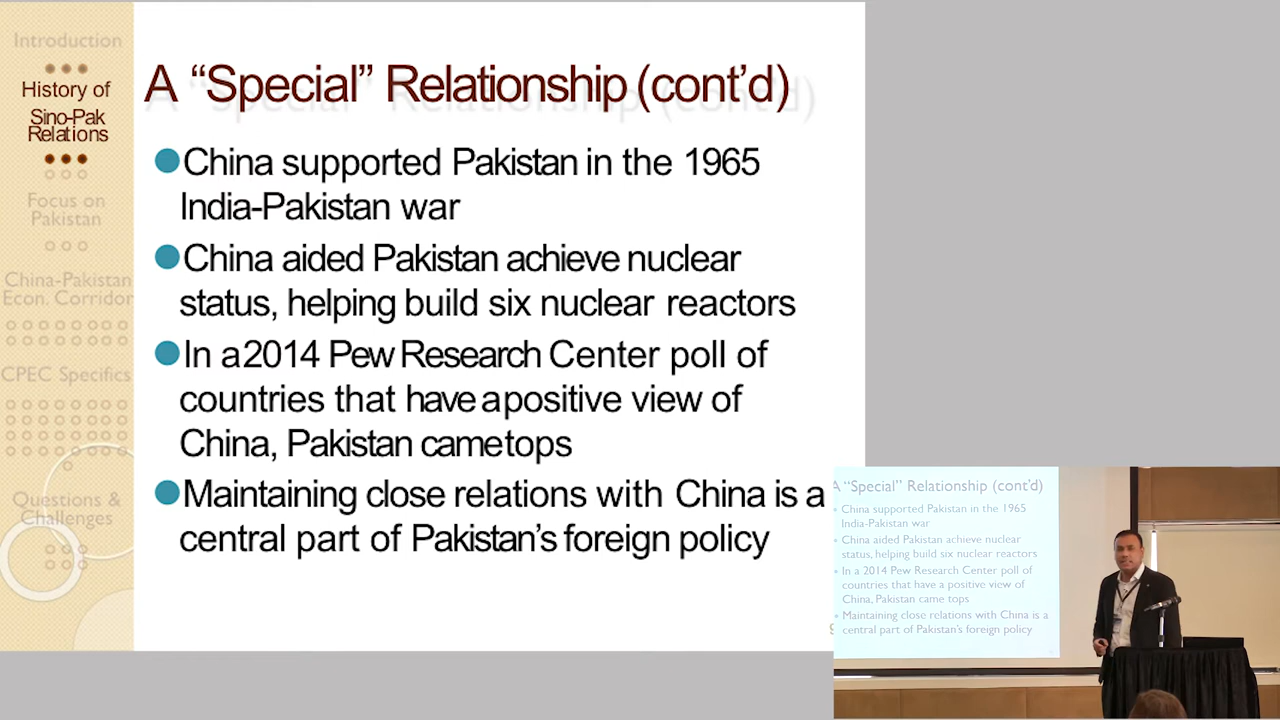 Introduction
History of
Sino-Pak
Relations
Focus on
Pakistan
China-Pakistan
Econ. Corridor
CPEC Specifics
Questions &
Challenges
A “Special” Relationship (cont’d)
China supported Pakistan in the 1965
India-Pakistan war
China aided Pakistan achieve nuclear
status, helping build six nuclear reactors
In a 2014 Pew Research Center poll of
countries that have a positive view of
China, Pakistan came tops
Maintaining close relations with China is a
central part of Pakistan’s foreign policy
A “Special” Relationship (cont’d)
China supported Pakistan in the 1965
India-Pakistan war
China aided Pakistan achieve nuclear
status, helping build six nuclear reactors
In a 2014 Pew Research Center poll of
countries that have a positive view of
China, Pakistan came tops
Maintaining close relations with China is a
central part of Pakistan’s foreign policy